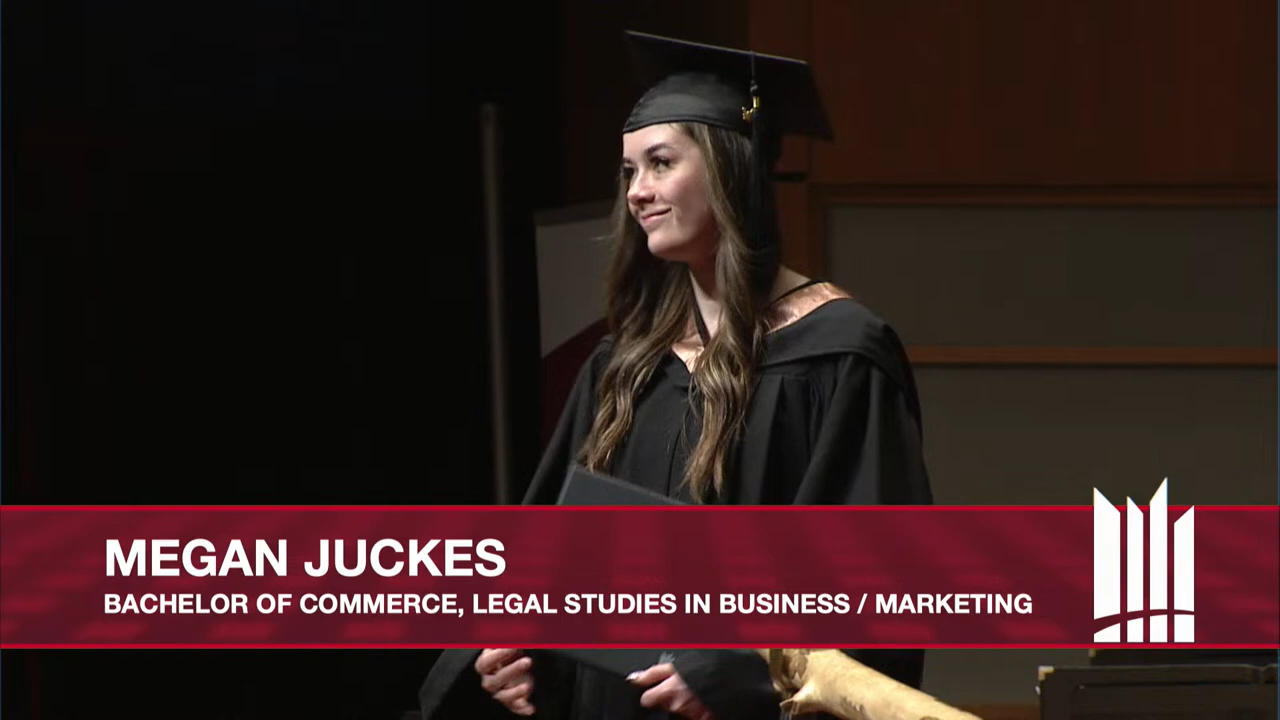 MEGAN JUCKES
BACHELOR OF COMMERCE, LEGAL STUDIES IN BUSINESS / MARKETING